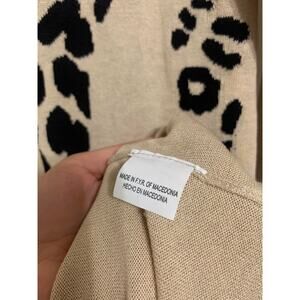 MADE IN F.Y.R. OF MACEDONIA
HECHO EN MACEDONIA